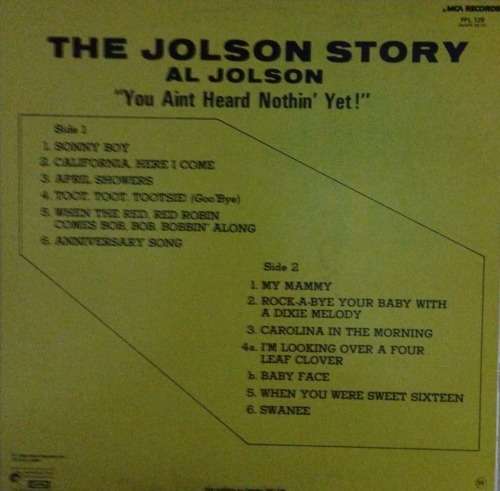 MCA RECORDS
THE JOLSON STORY
AL JOLSON
"You Aint Heard Nothin' Yet!"
Side 1
1. SONNY BOY
2. CALIFORNIA, HERE I COME
3. APRIL SHOWERS
4. TOOT, TOOT, TOOTSIE! (Goo'Bye)
5. WHEN THE RED, RED ROBIN
COMES BOB, BOB, BOBBIN' ALONG
6. ANNIVERSARY SONG
Side 2
1. MY MAMMY
2. ROCK-A-BYE YOUR BABY WITH
A DIXIE MELODY
3. CAROLINA IN THE MORNING
4a. I'M LOOKING OVER A FOUR
LEAF CLOVER
b. BABY FACE
5. WHEN YOU WERE SWEET SIXTEEN
6. SWANEE